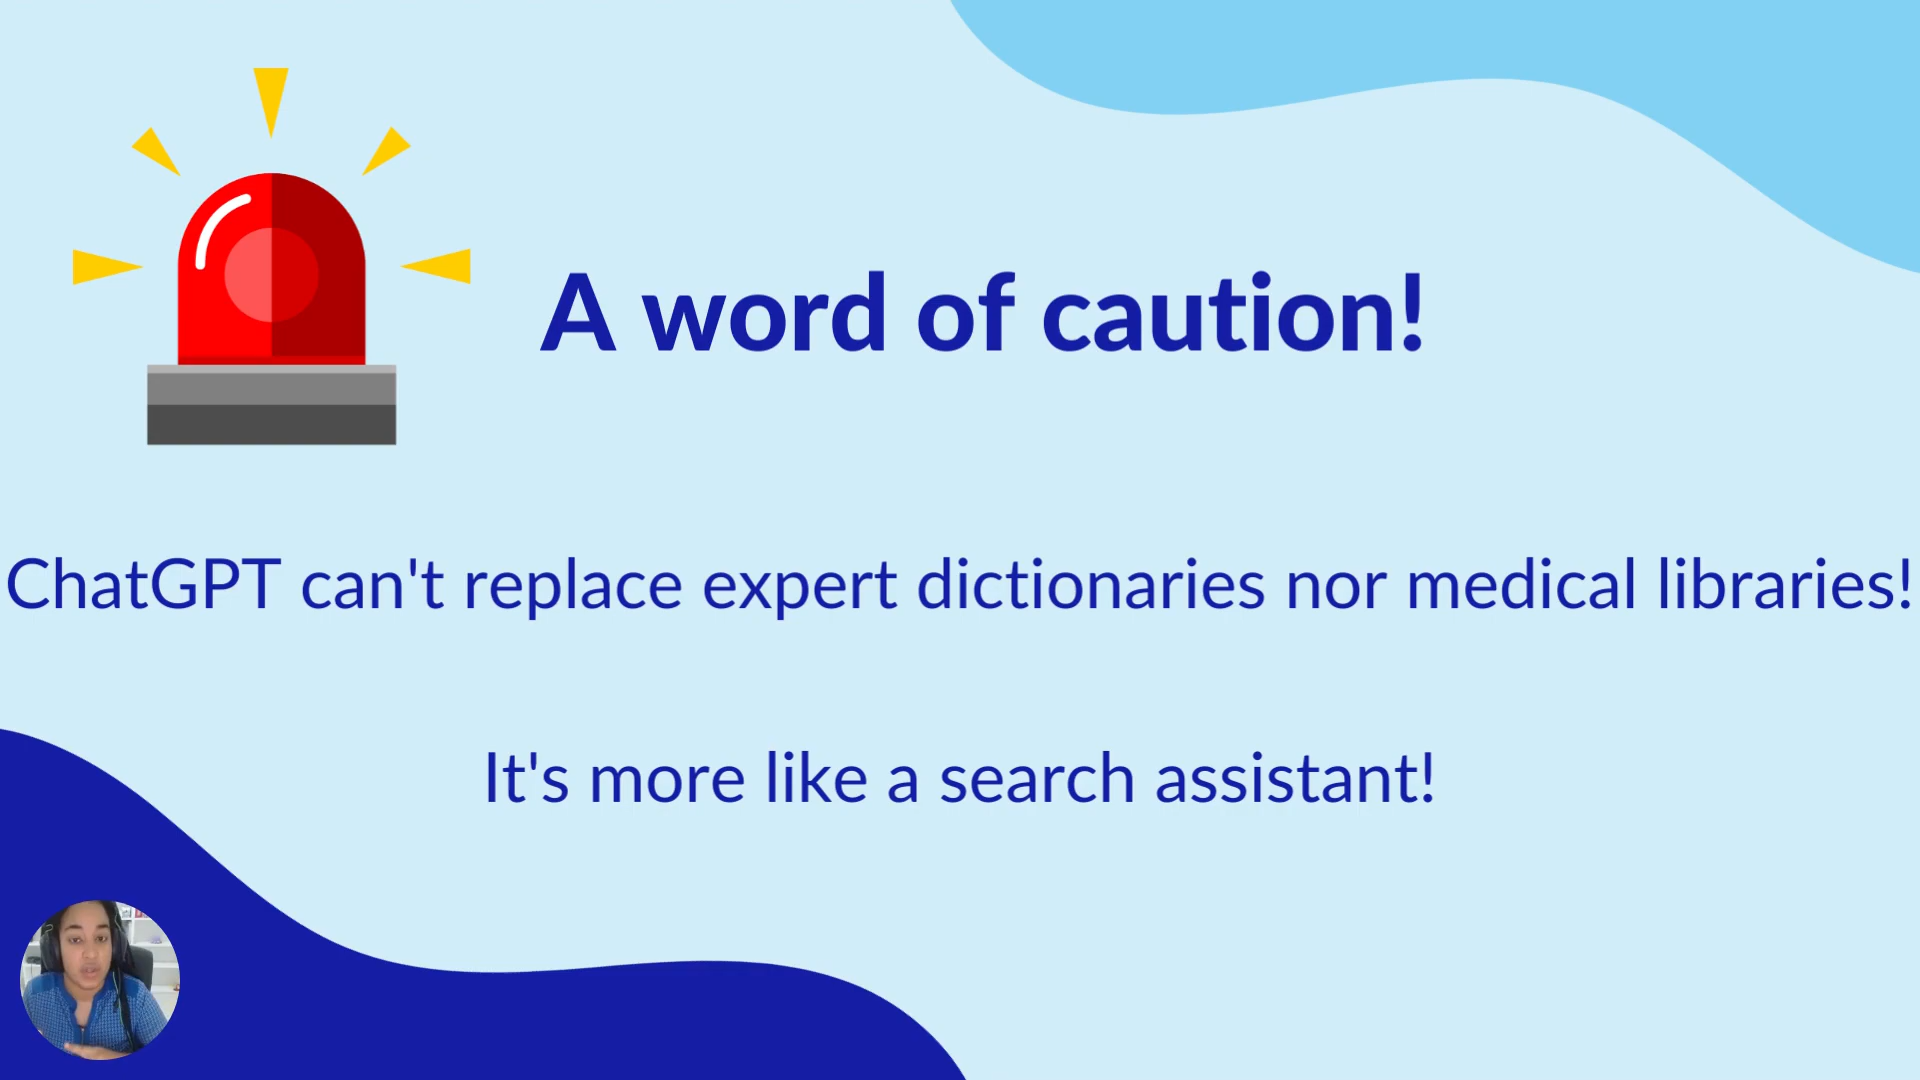 A word of caution!
ChatGPT can't replace expert dictionaries nor medical libraries!
It's more like a search assistant!